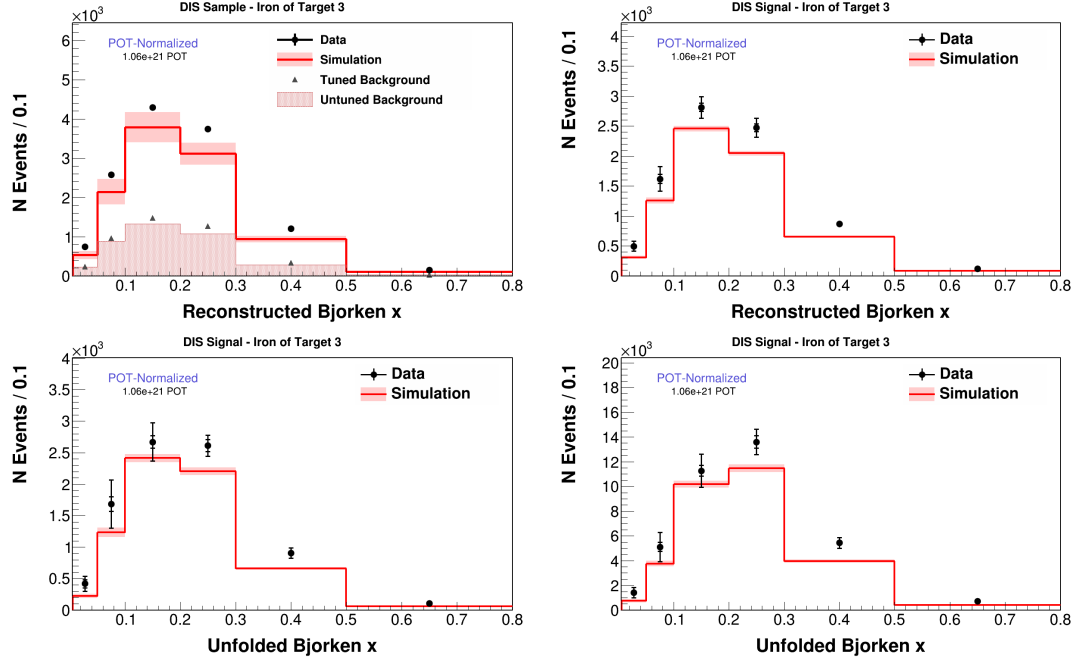 DIS Sample - Iron of Target 3
×10³
POT-Normalized
1.06e+21 POT
Data
Simulation
Tuned Background
Untuned Background
N Events / 0.1
6
5
4
3
2
1
0
0.1 0.2 0.3 0.4 0.5 0.6 0.7 0.8
Reconstructed Bjorken x
DIS Signal - Iron of Target 3
×10³
POT-Normalized
1.06e+21 POT
Data
Simulation
N Events / 0.1
4
3.5
3
2.5
2
1.5
1
0.5
0
0.1 0.2 0.3 0.4 0.5 0.6 0.7 0.8
Reconstructed Bjorken x
DIS Signal - Iron of Target 3
×10³
POT-Normalized
1.06e+21 POT
Data
Simulation
N Events / 0.1
4
3.5
3
2.5
2
1.5
1
0.5
0
0.1 0.2 0.3 0.4 0.5 0.6 0.7 0.8
Unfolded Bjorken x
DIS Signal - Iron of Target 3
×10³
POT-Normalized
1.06e+21 POT
Data
Simulation
N Events / 0.1
20
18
16
14
12
10
8
6
4
2
0
0.1 0.2 0.3 0.4 0.5 0.6 0.7 0.8
Unfolded Bjorken x